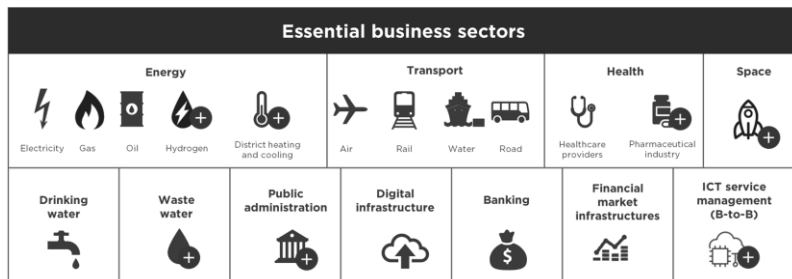 Essential business sectors
Energy
Transport
Health
Space
Electricity
Gas
Oil
Hydrogen
District heating
and cooling
Air
Rail
Water
Road
Healthcare
providers
Pharmaceutical
industry
Drinking
water
Waste
water
Public
administration
Digital
infrastructure
Banking
$
Financial
market
infrastructures
ICT service
management
(B-to-B)